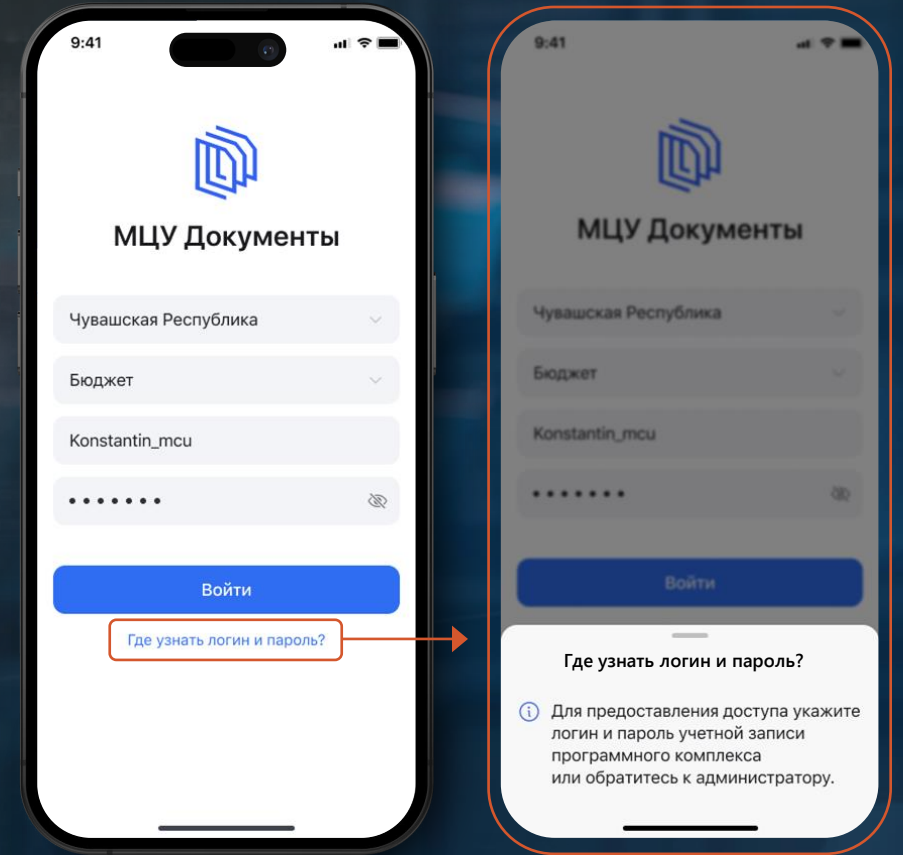 9:41
МЦУ Документы
Чувашская Республика
Бюджет
Konstantin_mcu
Войти
Где узнать логин и пароль?
9:41
МЦУ Документы
Чувашская Республика
Бюджет
Konstantin_mcu
Войти
Где узнать логин и пароль?
Для предоставления доступа укажите
логин и пароль учетной записи
программного комплекса
или обратитесь к администратору.